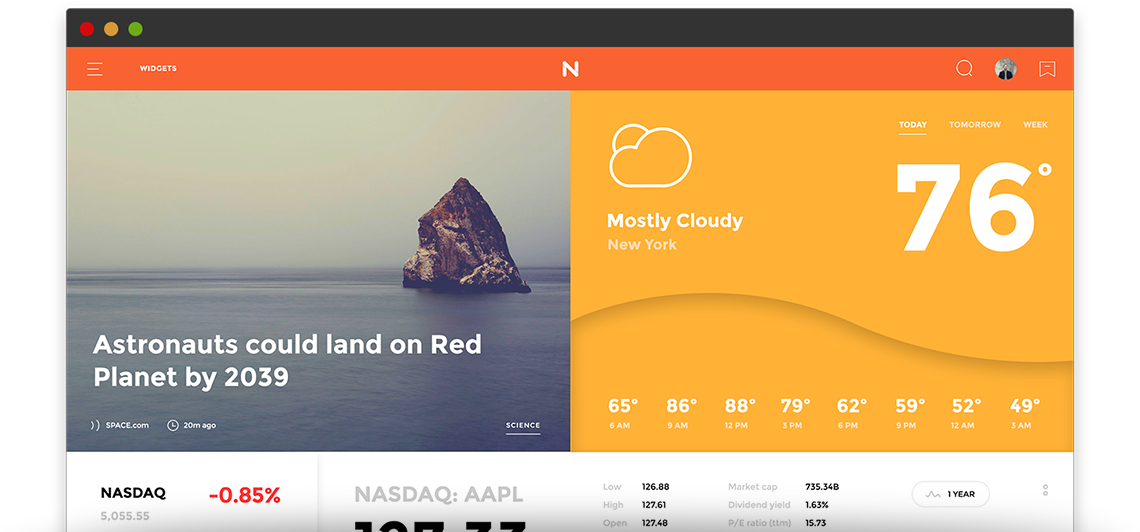 WIDGETS
N
Astronauts could land on Red
Planet by 2039
SPACE.com 20m ago SCIENCE
TODAY TOMORROW WEEK
76°
Mostly Cloudy
New York
65° 86° 88° 79° 62° 59° 52° 49°
6 AM 9 AM 12 PM 3 PM 6 PM 9 PM 12 AM 3 AM
NASDAQ -0.85%
5,055.55
NASDAQ: AAPL
Low 126.88 Market cap 735.34B
High 127.61 Dividend yield 1.63%
Open 127.48 P/E ratio (ttm) 15.73
1 YEAR